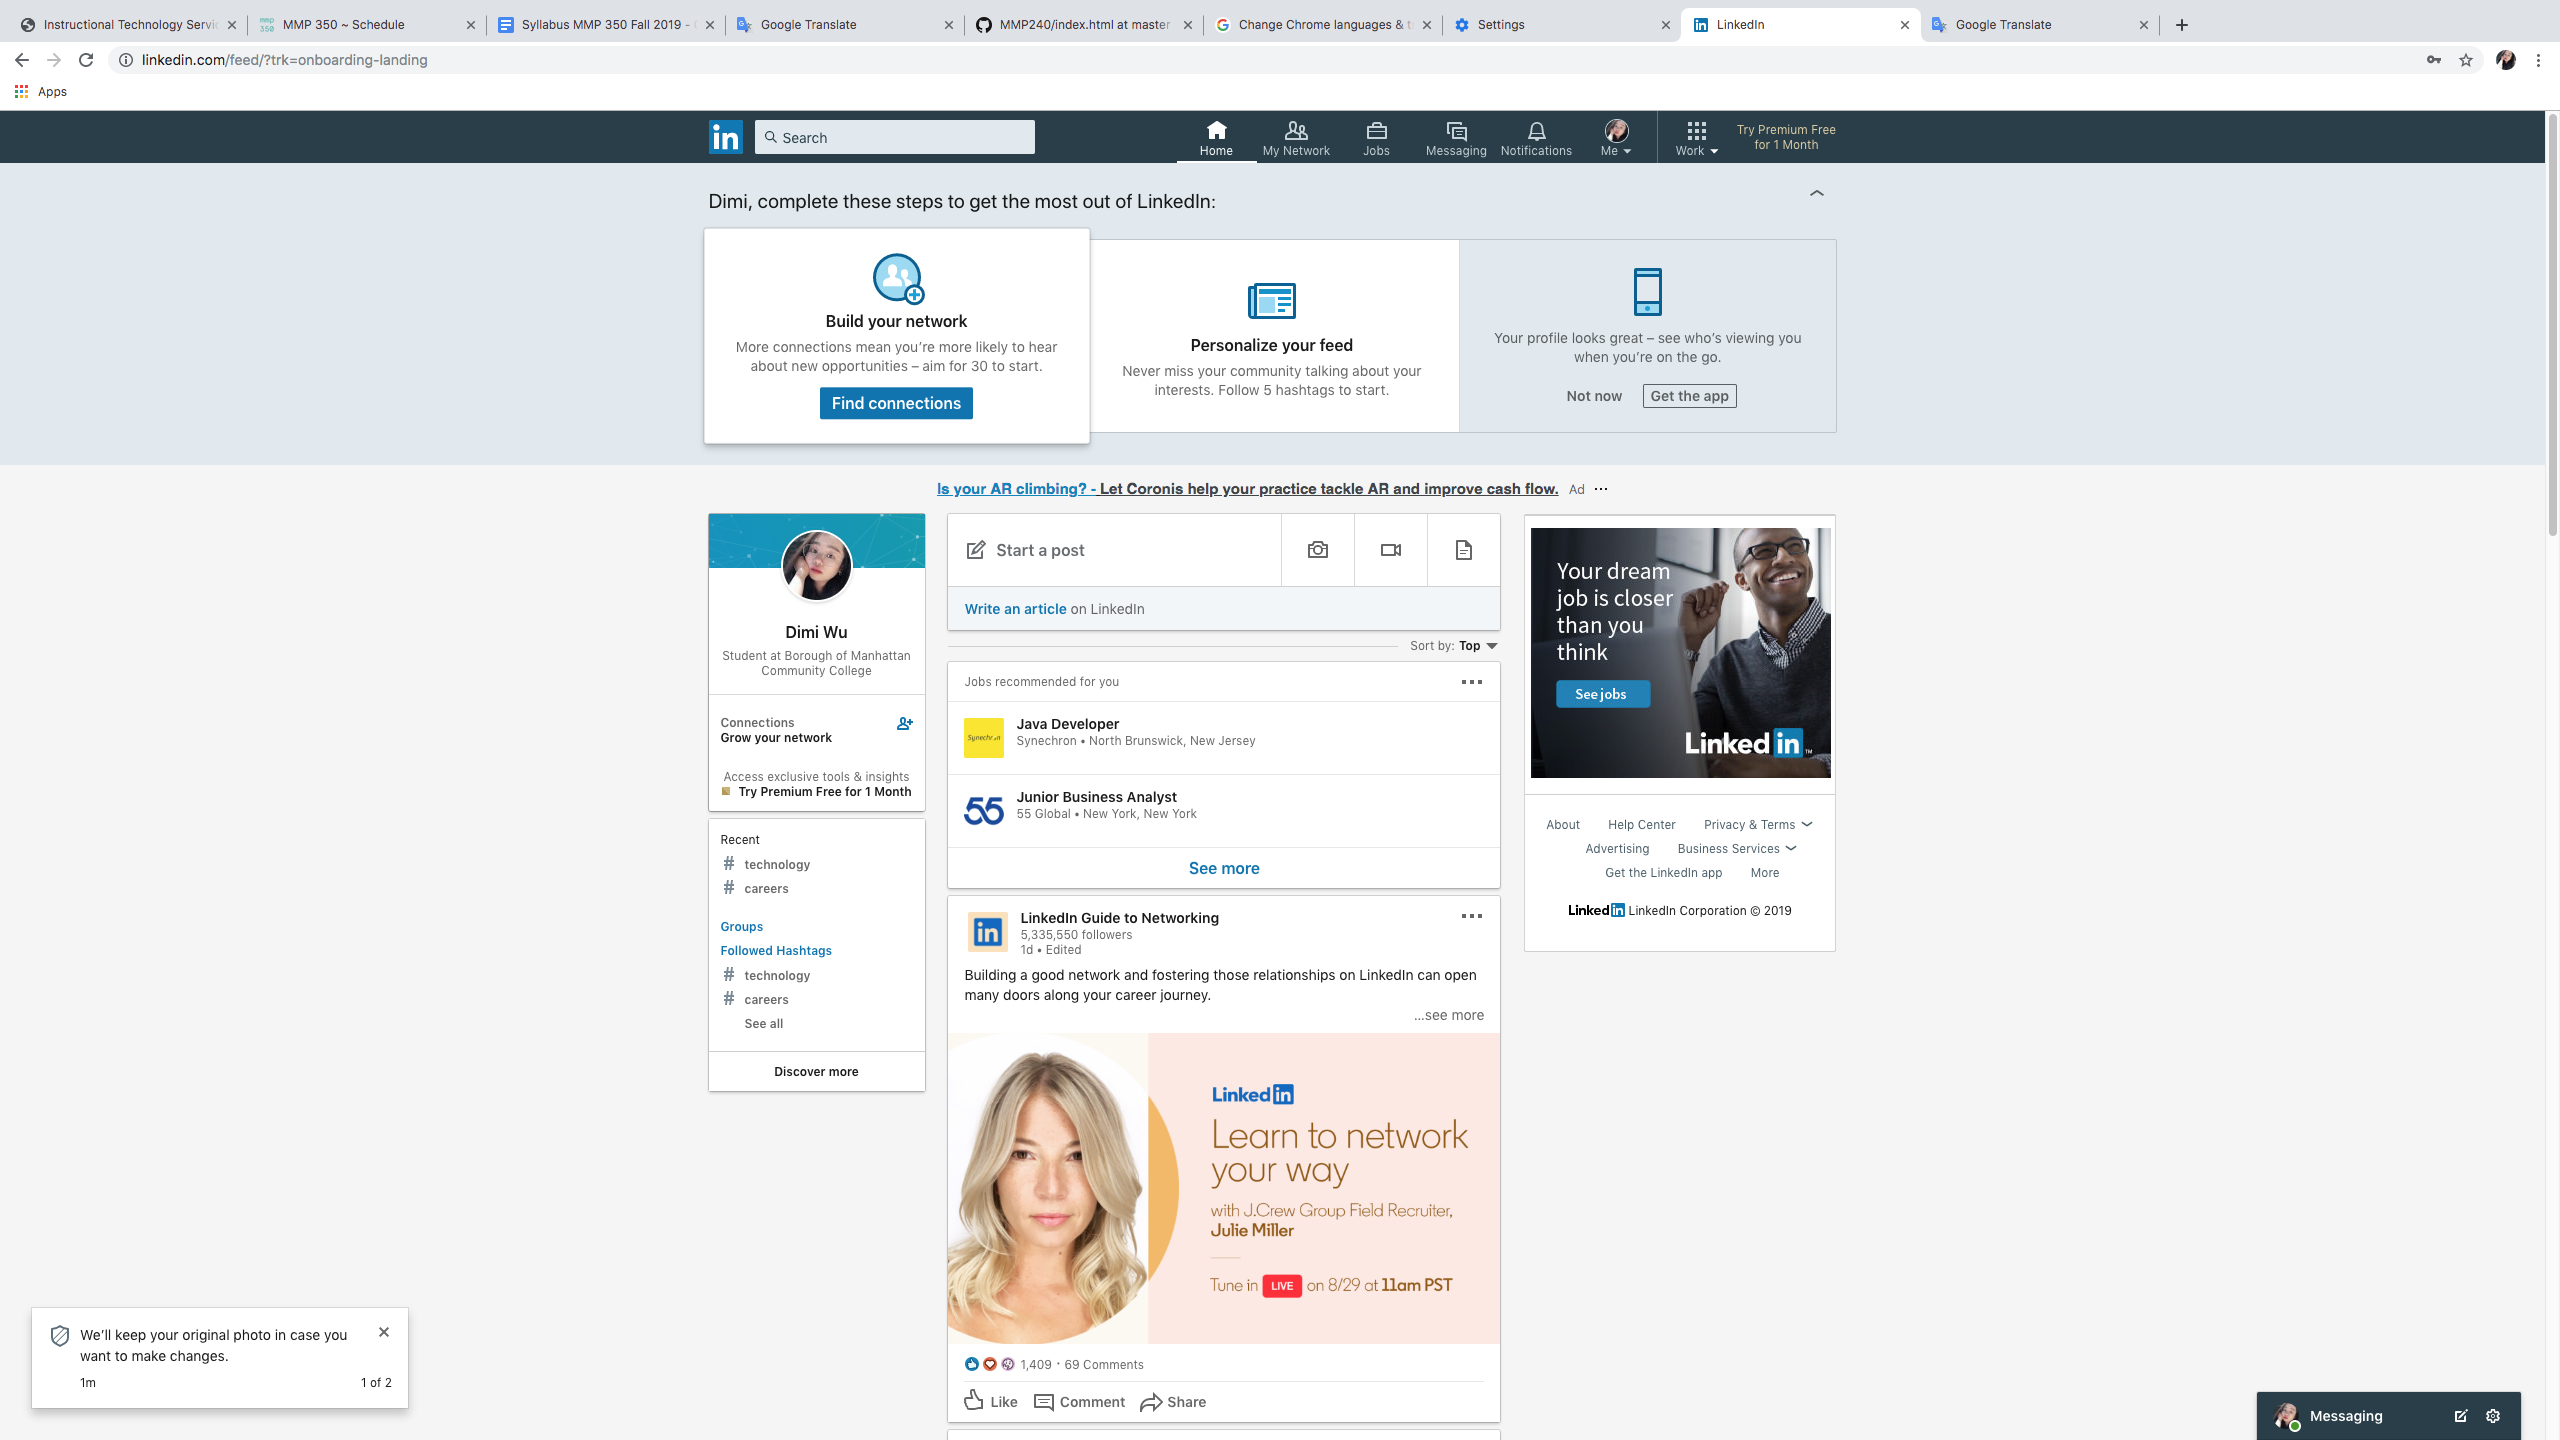 Instructional Technology Servic
MMP 350 ~ Schedule
Syllabus MMP 350 Fall 2019 -
Google Translate
MMP240/index.html at master
Change Chrome languages & t
Settings
LinkedIn
Google Translate
linkedin.com/feed/?trk=onboarding-landing
Apps
in
Search
Home
My Network
Jobs
Messaging
Notifications
Me
Work
Try Premium Free
for 1 Month
Dimi, complete these steps to get the most out of LinkedIn:
Build your network
More connections mean you’re more likely to hear
about new opportunities – aim for 30 to start.
Find connections
Personalize your feed
Never miss your community talking about your
interests. Follow 5 hashtags to start.
Your profile looks great – see who’s viewing you
when you’re on the go.
Not now
Get the app
Is your AR climbing? - Let Coronis help your practice tackle AR and improve cash flow. Ad ···
Dimi Wu
Student at Borough of Manhattan
Community College
Connections
Grow your network
Access exclusive tools & insights
Try Premium Free for 1 Month
Recent
# technology
# careers
Groups
Followed Hashtags
# technology
# careers
See all
Discover more
Start a post
Write an article on LinkedIn
Sort by: Top
Jobs recommended for you
Synechron
Java Developer
Synechron • North Brunswick, New Jersey
55
Junior Business Analyst
55 Global • New York, New York
See more
in
LinkedIn Guide to Networking
5,335,550 followers
1d • Edited
Building a good network and fostering those relationships on LinkedIn can open
many doors along your career journey.
...see more
Linked in
Learn to network
your way
with J.Crew Group Field Recruiter,
Julie Miller
Tune in LIVE on 8/29 at 11am PST
1,409 · 69 Comments
Like
Comment
Share
Your dream
job is closer
than you
think
See jobs
Linked in ™
About
Help Center
Privacy & Terms
Advertising
Business Services
Get the LinkedIn app
More
Linked in LinkedIn Corporation © 2019
We’ll keep your original photo in case you
want to make changes.
1m
1 of 2
Messaging